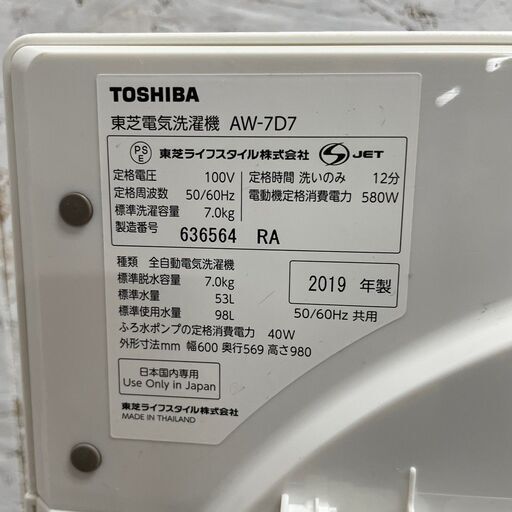 TOSHIBA
東芝電気洗濯機 AW-7D7
PS E 東芝ライフスタイル株式会社 S JET
定格電圧 100V 定格時間 洗いのみ 12分
定格周波数 50/60Hz 電動機定格消費電力 580W
標準洗濯容量 7.0kg
製造番号 636564 RA
種類 全自動電気洗濯機
標準脱水容量 7.0kg 2019 年製
標準水量 53L
標準使用水量 98L 50/60Hz 共用
ふろ水ポンプの定格消費電力 40W
外形寸法mm 幅600 奥行569 高さ980
日本国内専用
Use Only in Japan
東芝ライフスタイル株式会社
MADE IN THAILAND